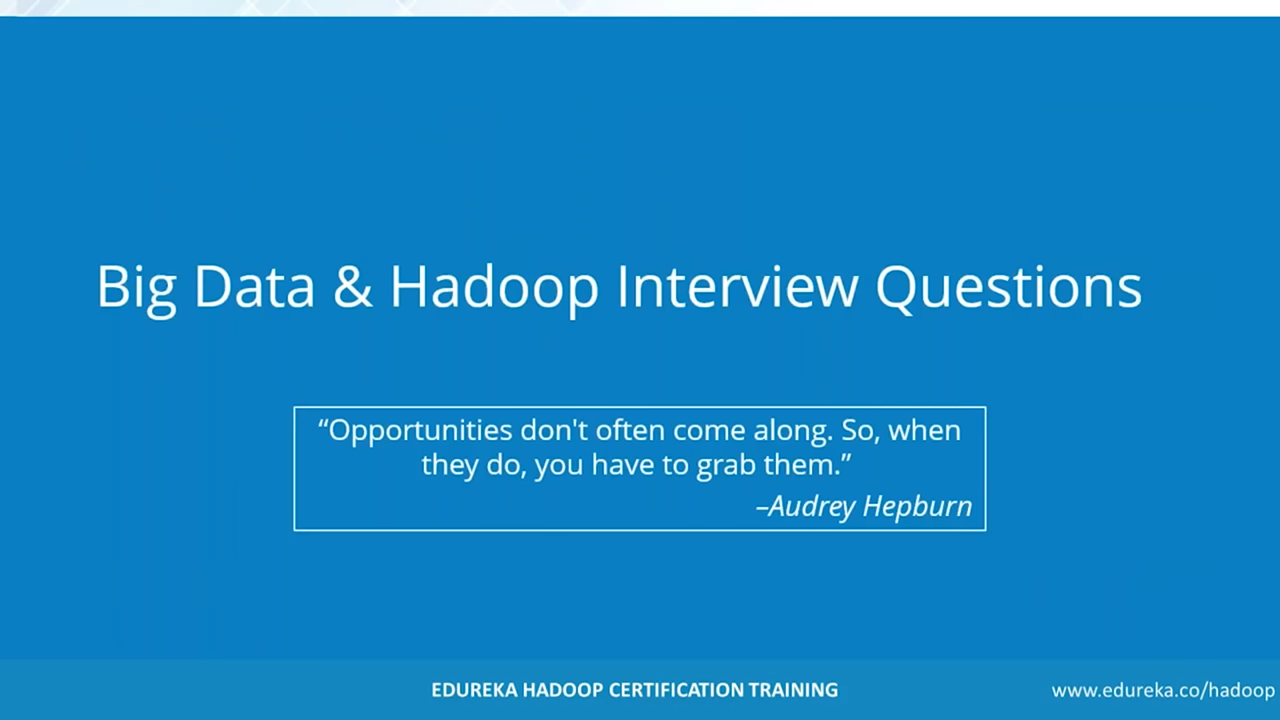 Big Data & Hadoop Interview Questions
“Opportunities don't often come along. So, when
they do, you have to grab them.”
–Audrey Hepburn
EDUREKA HADOOP CERTIFICATION TRAINING
www.edureka.co/hadoop